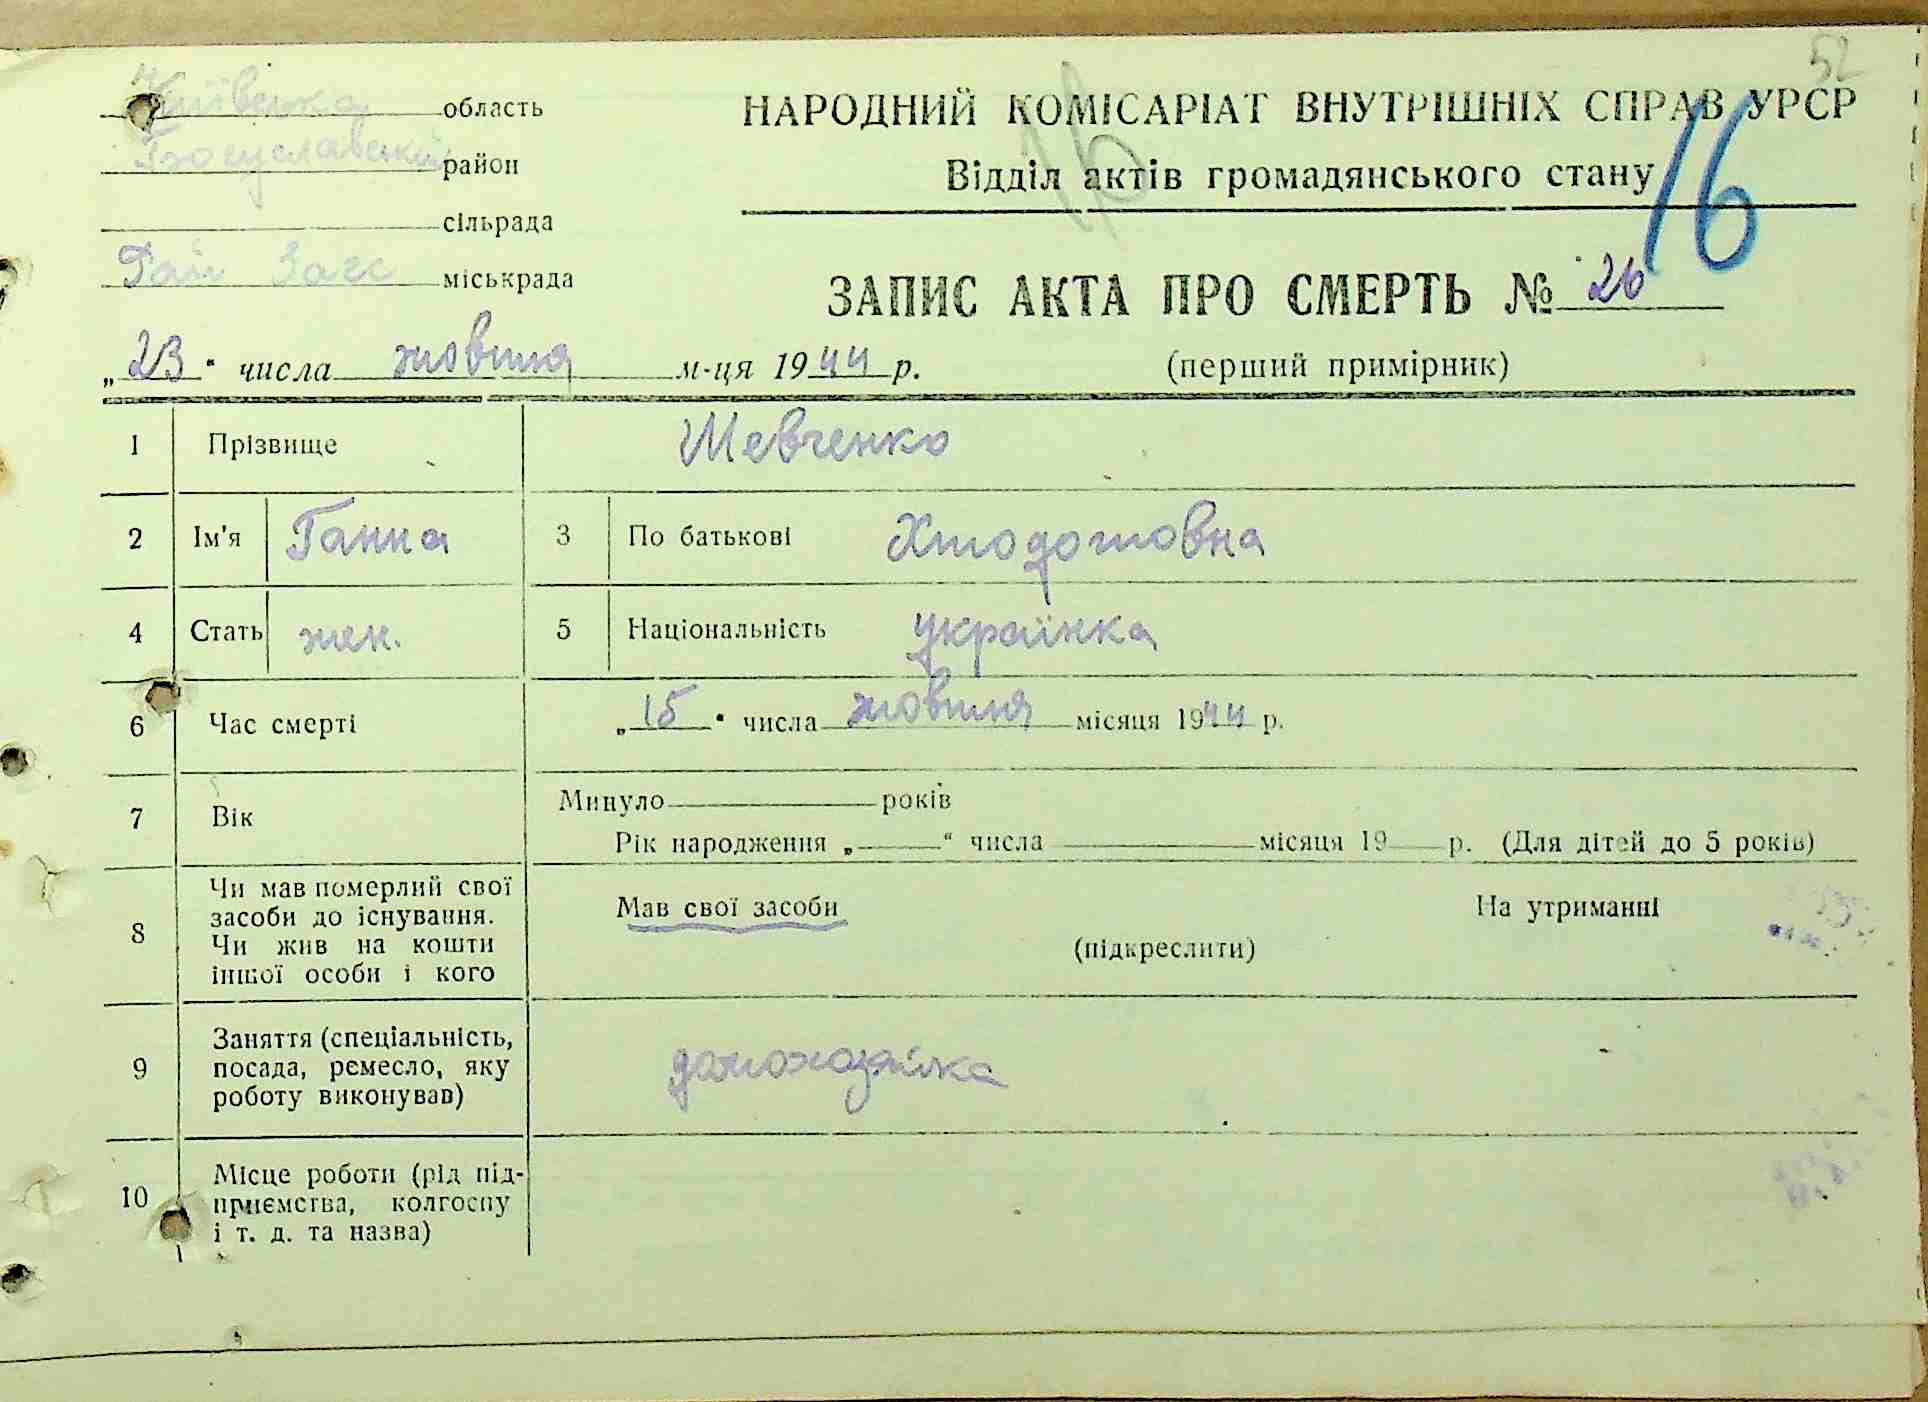 52
Київська область
Богуславський район
сільрада
Рай Загс міськрада
НАРОДНИЙ КОМІСАРІАТ ВНУТРІШНІХ СПРАВ УРСР
Відділ актів громадянського стану
16
16
ЗАПИС АКТА ПРО СМЕРТЬ № 26
„23“ числа жовтня м-ця 1944 р.
(перший примірник)
1 Прізвище Шевченко
2 Ім'я Ганна 3 По батькові Хтодотовна
4 Стать жен. 5 Національність українка
6 Час смерті „15“ числа жовтня місяця 1944 р.
7 Вік Минуло років
Рік народження „ “ числа місяця 19 р. (Для дітей до 5 років)
8 Чи мав померлий свої засоби до існування. Чи жив на кошти іншої особи і кого
Мав свої засоби На утриманні
(підкреслити)
9 Заняття (спеціальність, посада, ремесло, яку роботу виконував) домохазяйка
10 Місце роботи (рід підприємства, колгоспу і т. д. та назва)